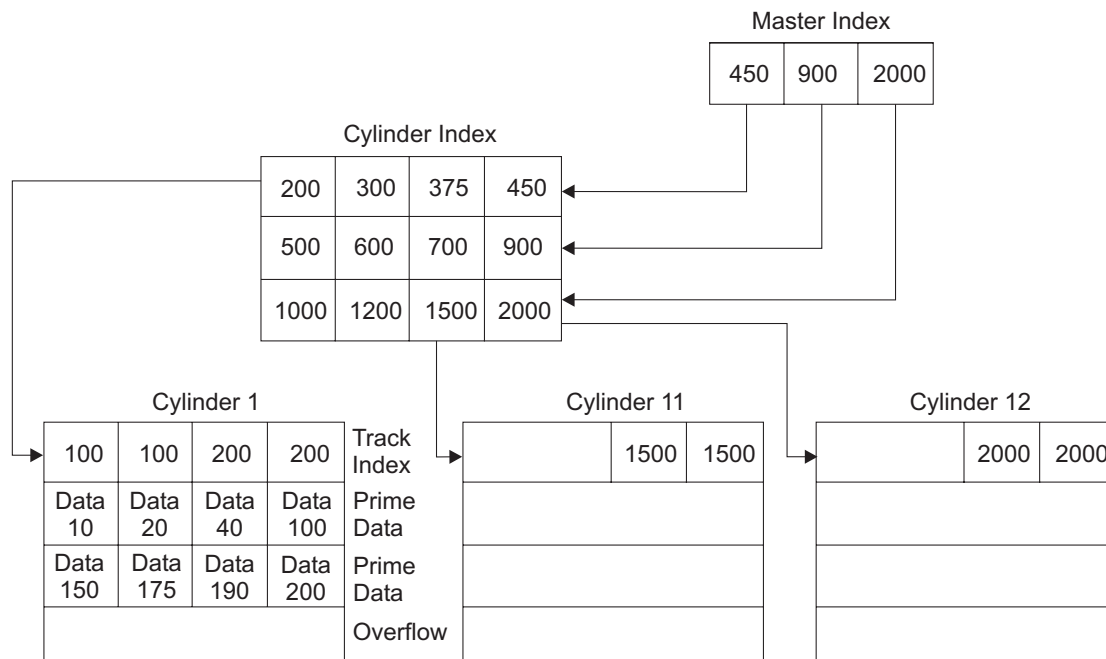 Master Index
450 900 2000
Cylinder Index
200 300 375 450
500 600 700 900
1000 1200 1500 2000
Cylinder 1
100 100 200 200
Track
Index
Data
10
Data
20
Data
40
Data
100
Prime
Data
Data
150
Data
175
Data
190
Data
200
Prime
Data
Overflow
Cylinder 11
1500 1500
Cylinder 12
2000 2000